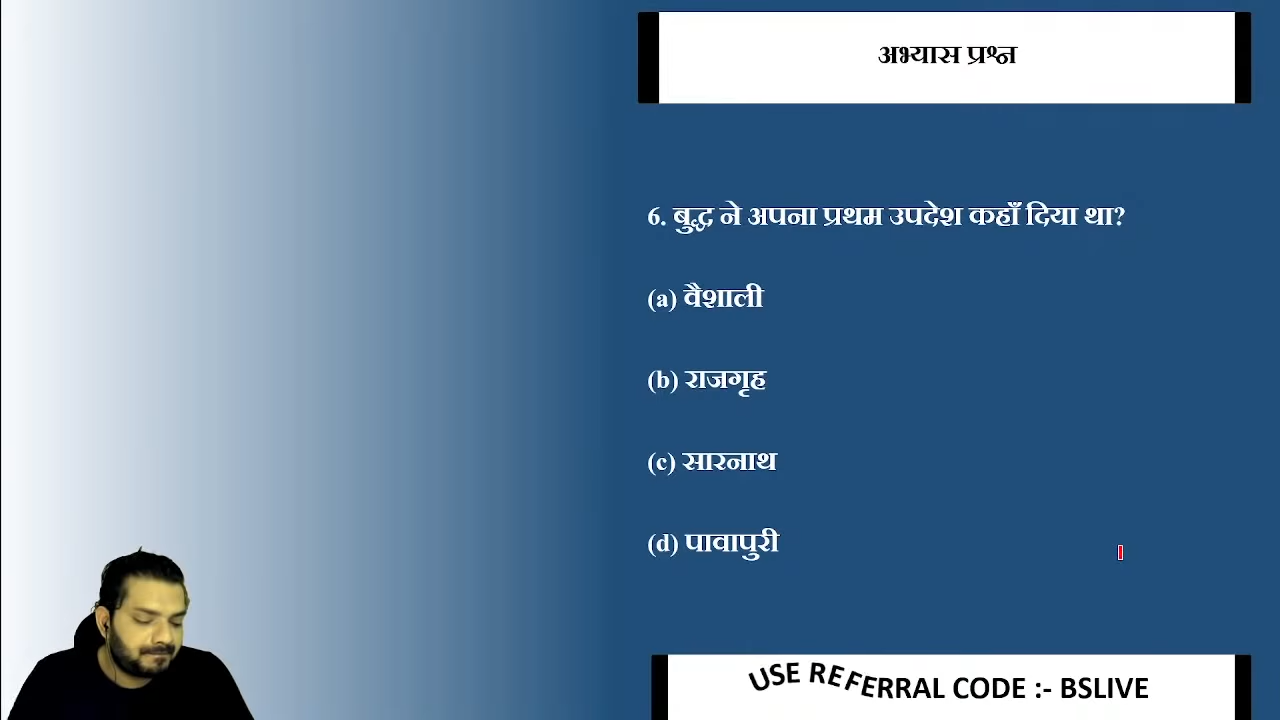 अभ्यास प्रश्न
6. बुद्ध ने अपना प्रथम उपदेश कहाँ दिया था?
(a) वैशाली
(b) राजगृह
(c) सारनाथ
(d) पावापुरी
USE REFERRAL CODE :- BSLIVE